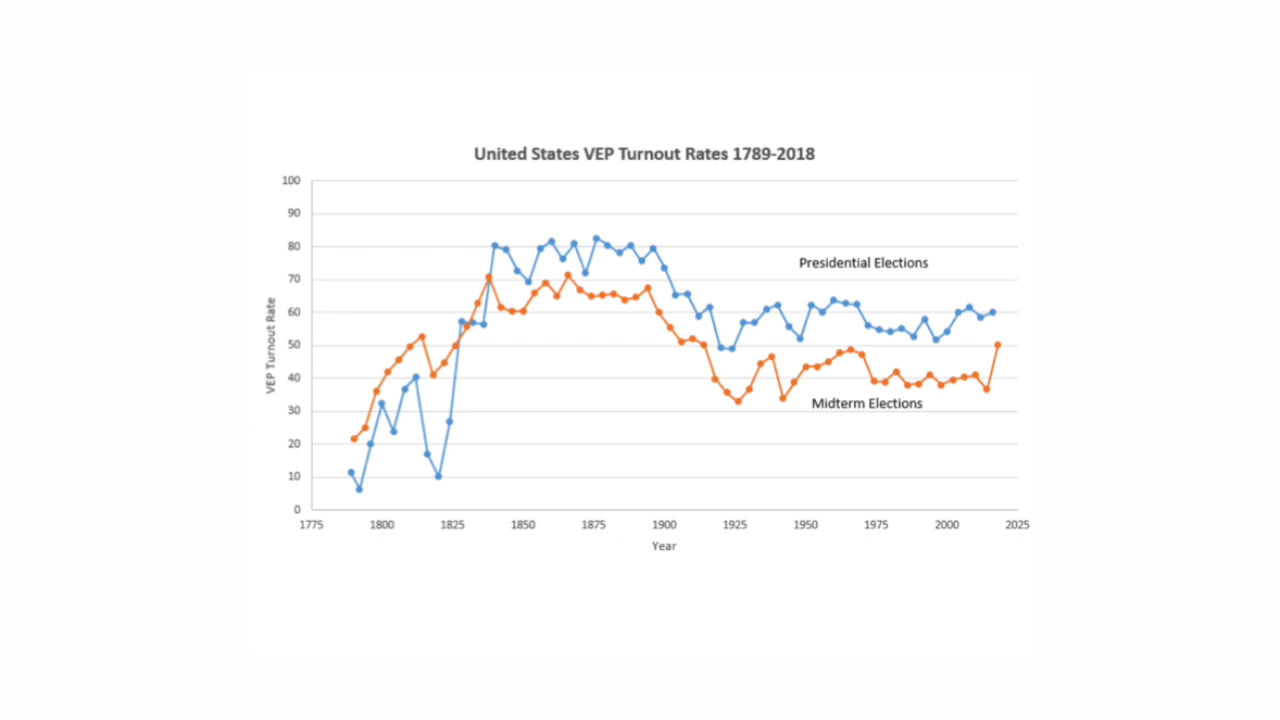 United States VEP Turnout Rates 1789-2018
100
90
80
70
60
50
40
30
20
10
0
VEP Turnout Rate
Presidential Elections
Midterm Elections
1775 1800 1825 1850 1875 1900 1925 1950 1975 2000 2025
Year